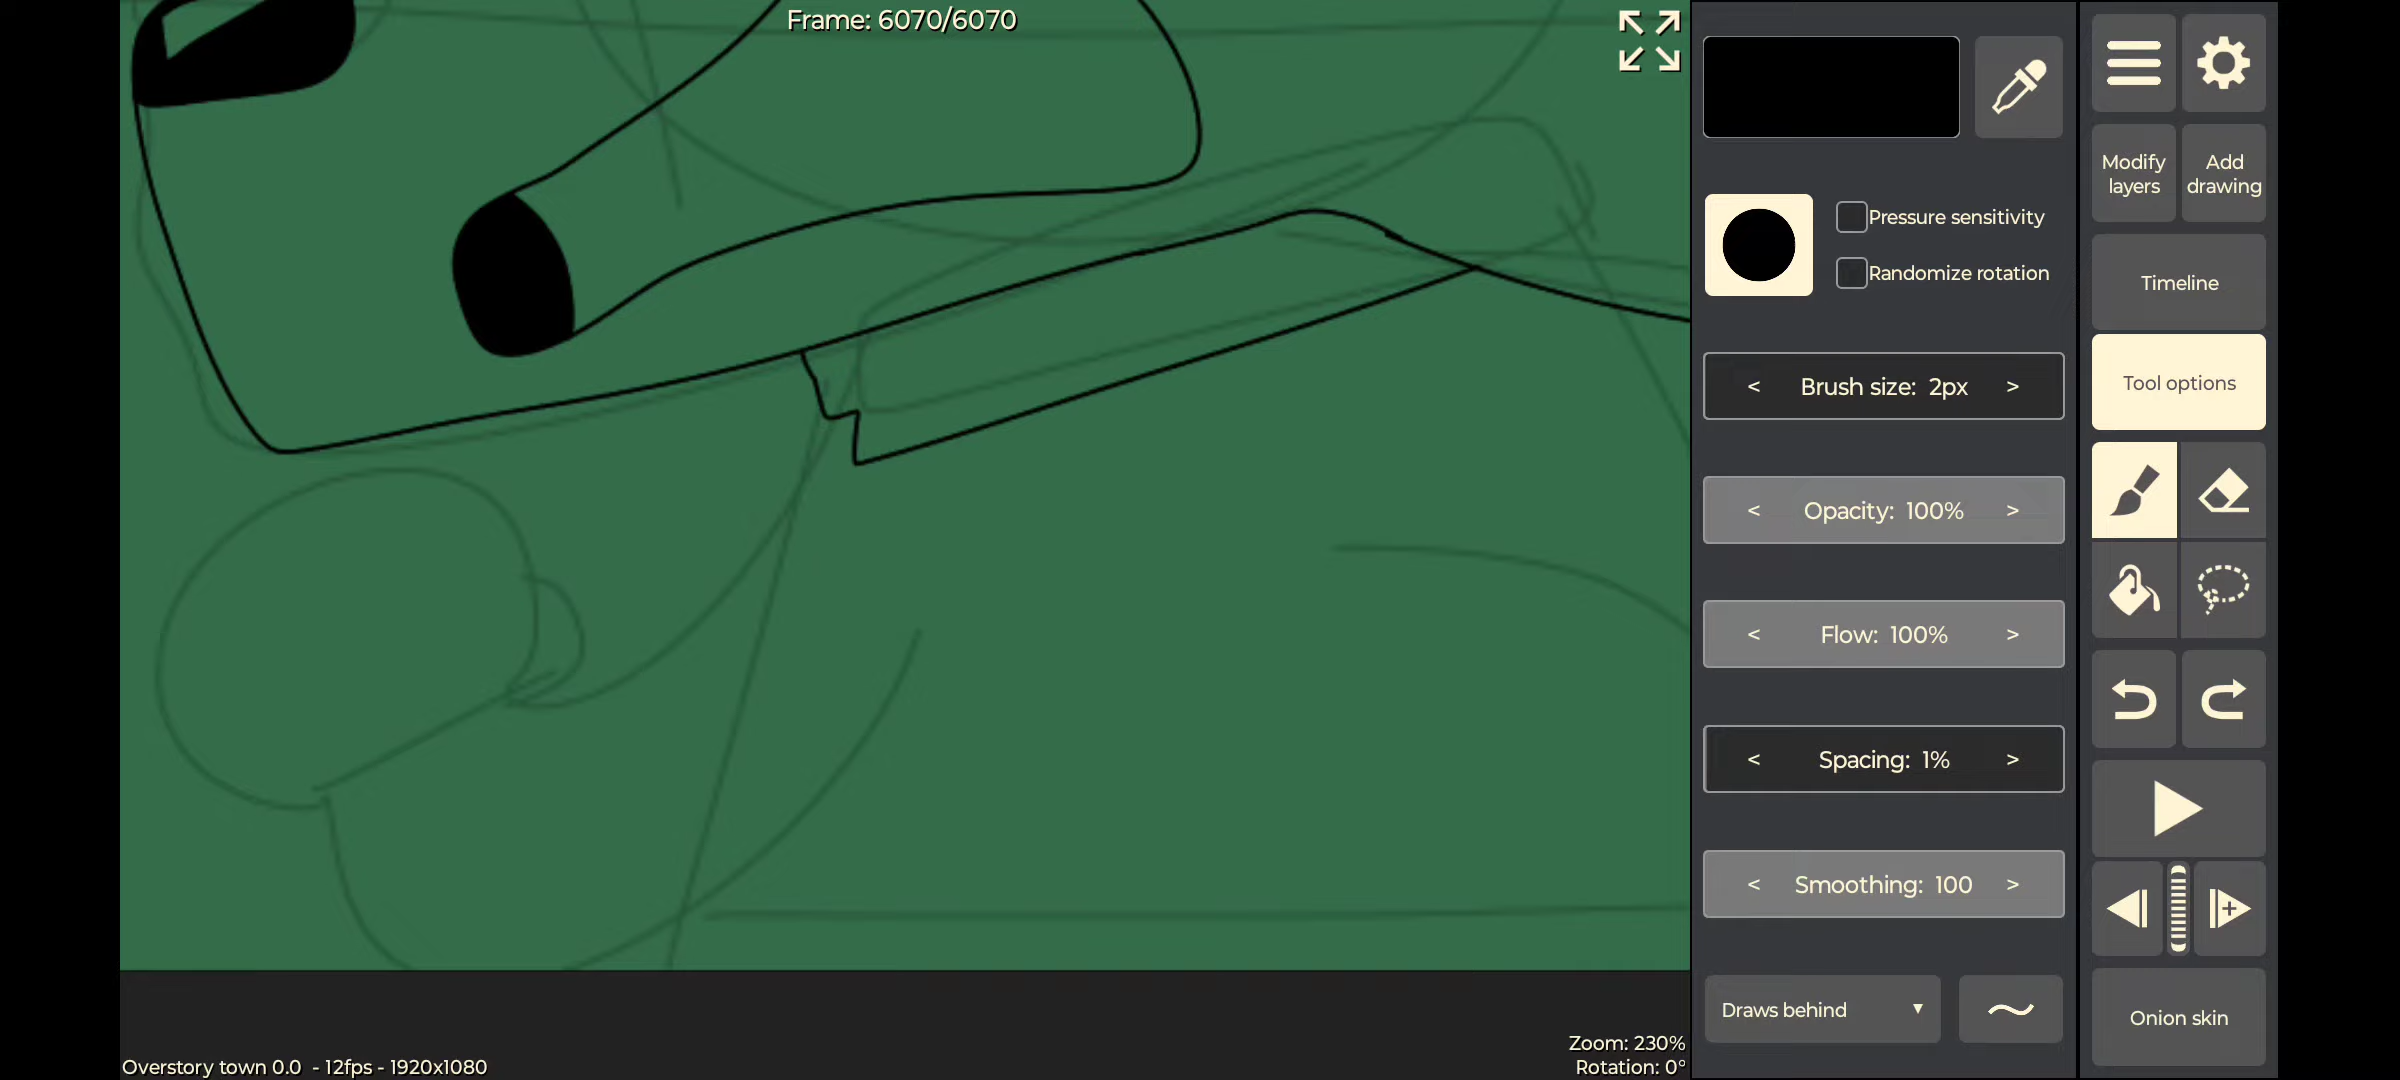 Frame: 6070/6070
Modify
layers
Add
drawing
Pressure sensitivity
Randomize rotation
Timeline
< Brush size: 2px >
Tool options
< Opacity: 100% >
< Flow: 100% >
< Spacing: 1% >
< Smoothing: 100 >
Draws behind ▼
Onion skin
Zoom: 230%
Overstory town 0.0 - 12fps - 1920x1080
Rotation: 0°